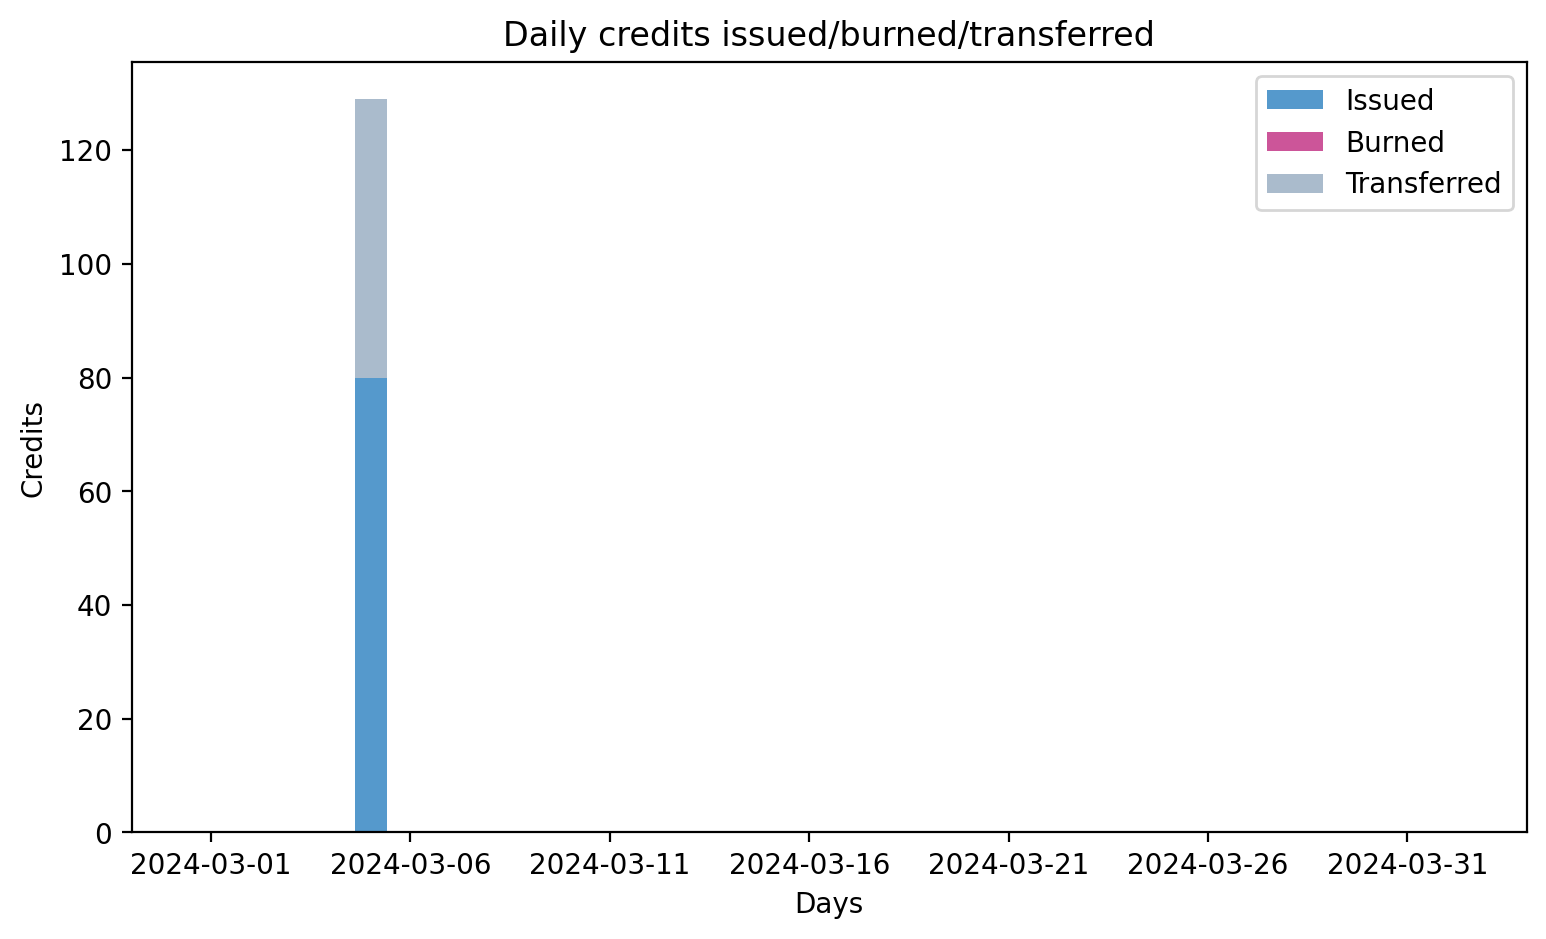 Daily credits issued/burned/transferred
Issued
Burned
Transferred
120
100
80
60
40
20
0
Credits
2024-03-01 2024-03-06 2024-03-11 2024-03-16 2024-03-21 2024-03-26 2024-03-31
Days